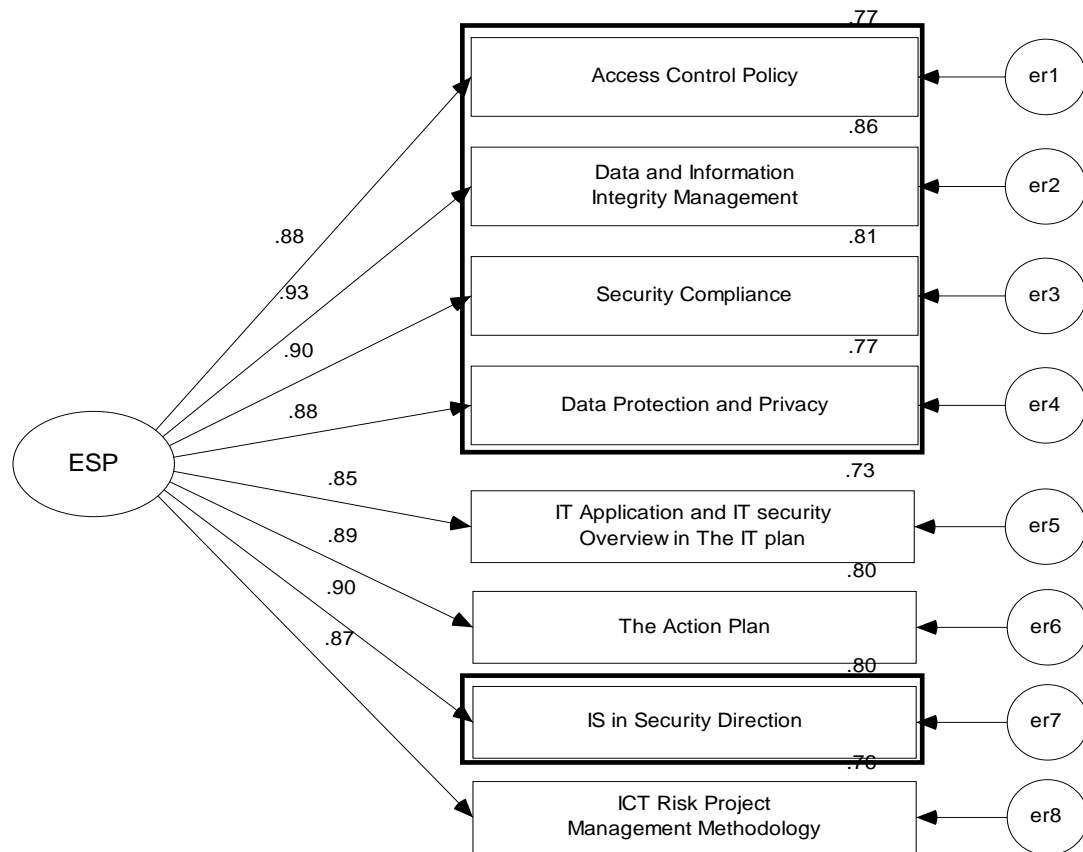 .77
Access Control Policy
er1
.86
Data and Information
Integrity Management
er2
.88
.81
.93
Security Compliance
er3
.90
.77
.88
Data Protection and Privacy
er4
ESP
.85
.73
IT Application and IT security
Overview in The IT plan
er5
.89
.80
.90
The Action Plan
er6
.87
.80
IS in Security Direction
er7
.76
ICT Risk Project
Management Methodology
er8